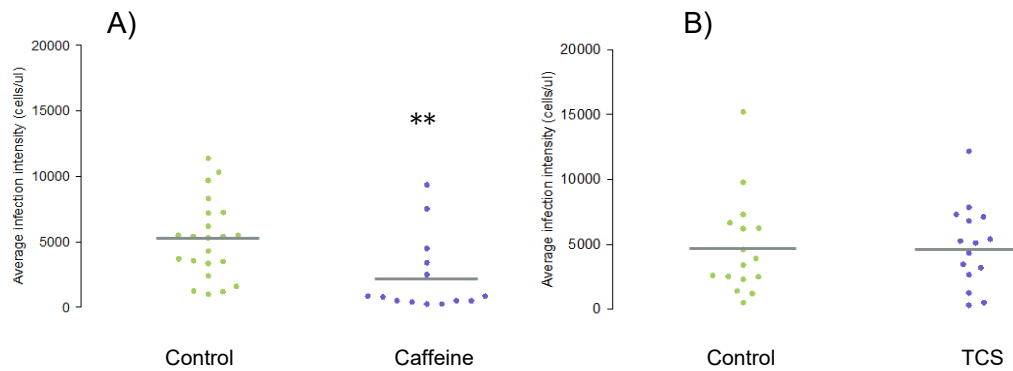 A)
Average infection intensity (cells/ul)
20000
15000
10000
5000
0
**
Control
Caffeine
B)
Average infection intensity (cells/ul)
20000
15000
10000
5000
0
Control
TCS